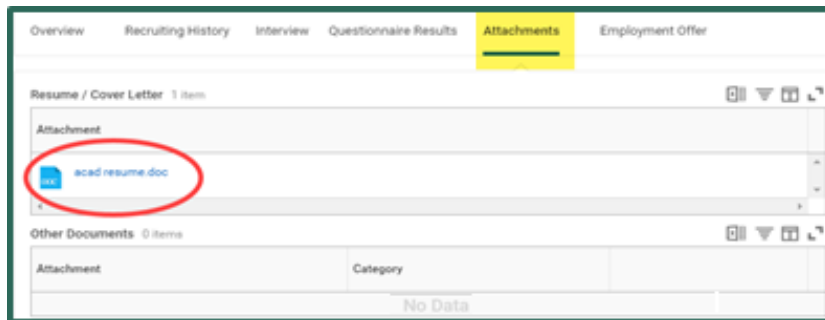 Overview Recruiting History Interview Questionnaire Results Attachments Employment Offer
Resume / Cover Letter 1 item
Attachment
DOC acad resume.doc
Other Documents 0 items
Attachment Category
No Data